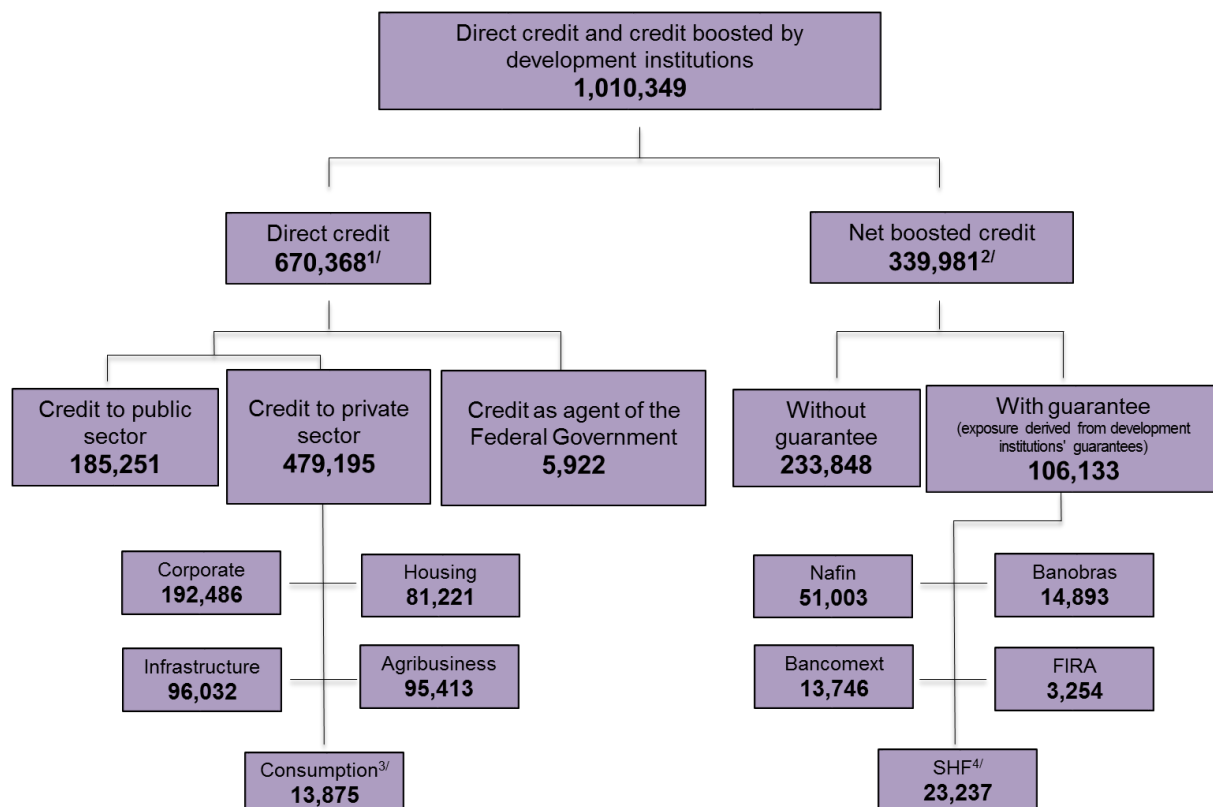 Direct credit and credit boosted by
development institutions
1,010,349
Direct credit
670,368¹/
Net boosted credit
339,981²/
Credit to public
sector
185,251
Credit to private
sector
479,195
Credit as agent of the
Federal Government
5,922
Without
guarantee
233,848
With guarantee
(exposure derived from development
institutions' guarantees)
106,133
Corporate
192,486
Housing
81,221
Nafin
51,003
Banobras
14,893
Infrastructure
96,032
Agribusiness
95,413
Bancomext
13,746
FIRA
3,254
Consumption³/
13,875
SHF⁴/
23,237